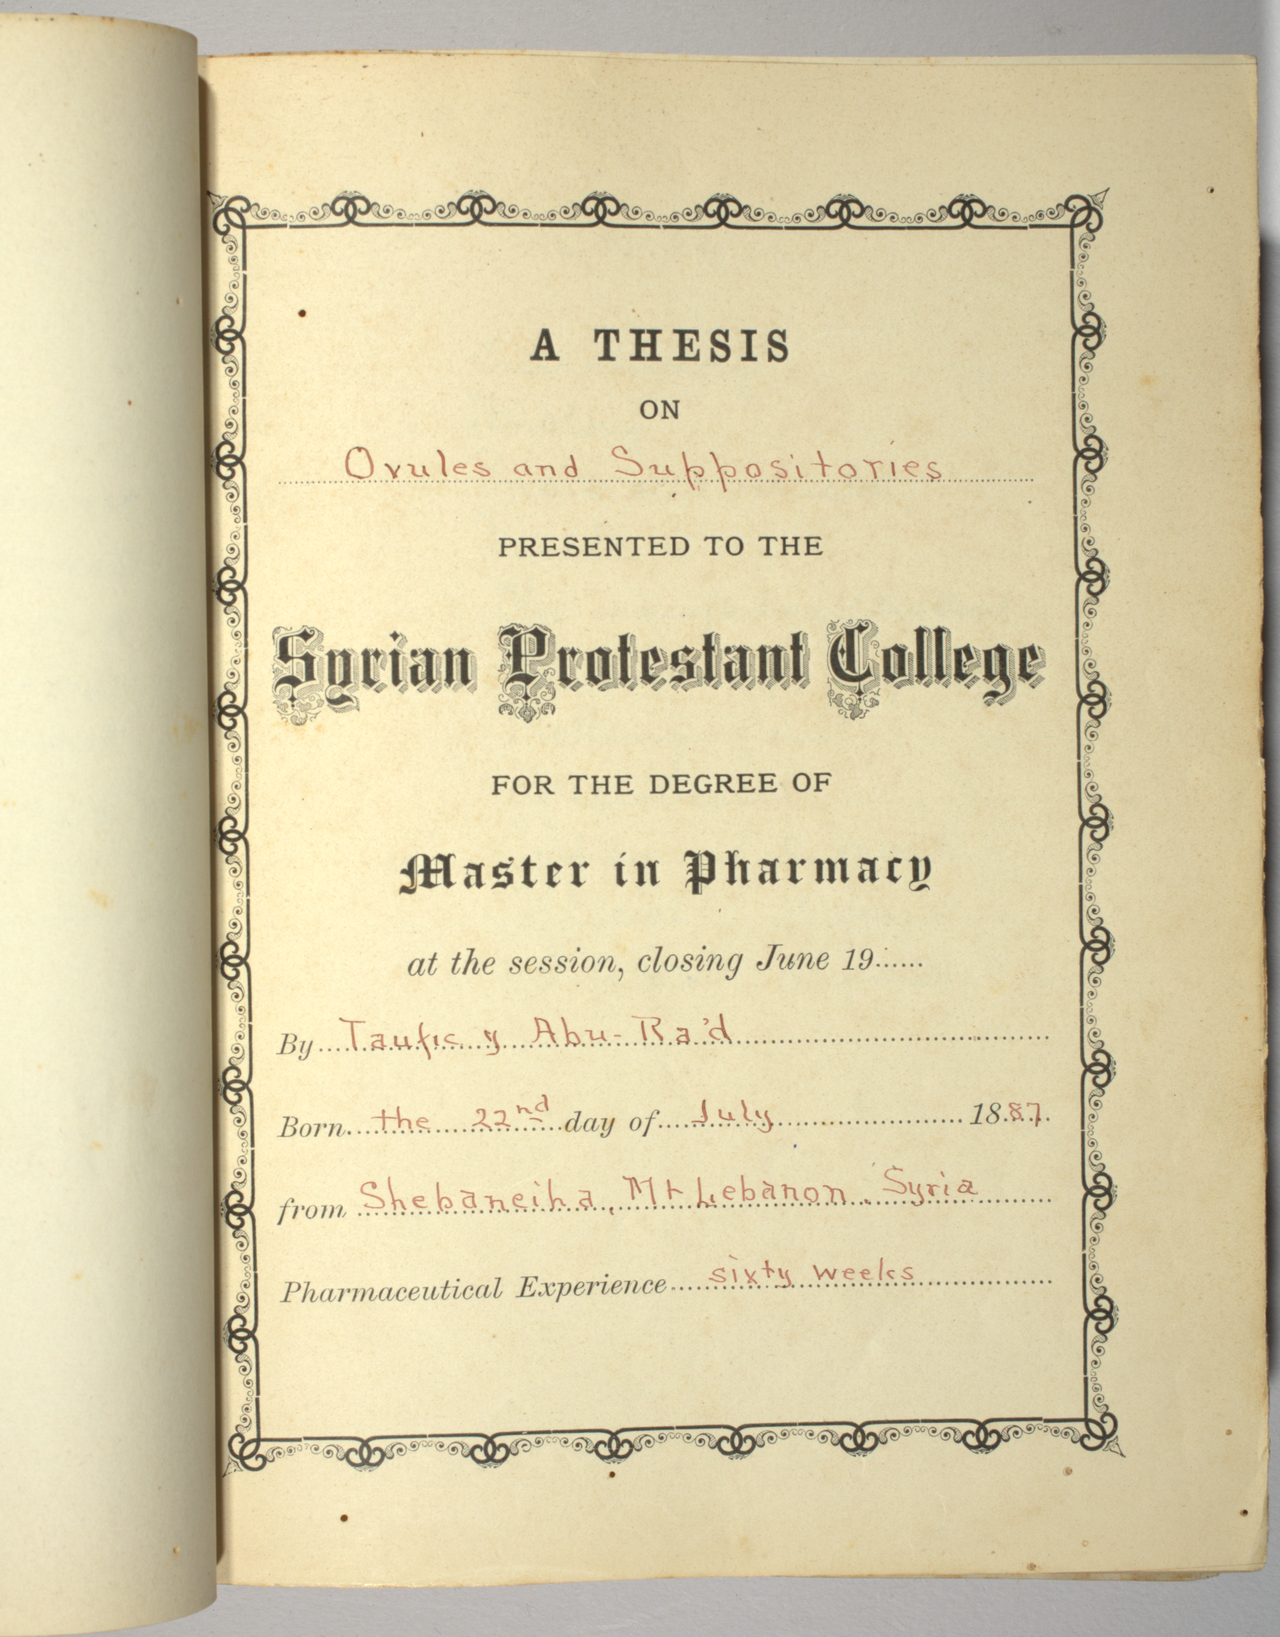 A THESIS
ON
Ovules and Suppositories
PRESENTED TO THE
Syrian Protestant College
FOR THE DEGREE OF
Master in Pharmacy
at the session, closing June 19......
By Taufic y Abu-Ra'd
Born the 22nd day of July 1887.
from Shebaneiha, Mt Lebanon. Syria
Pharmaceutical Experience sixty weeks